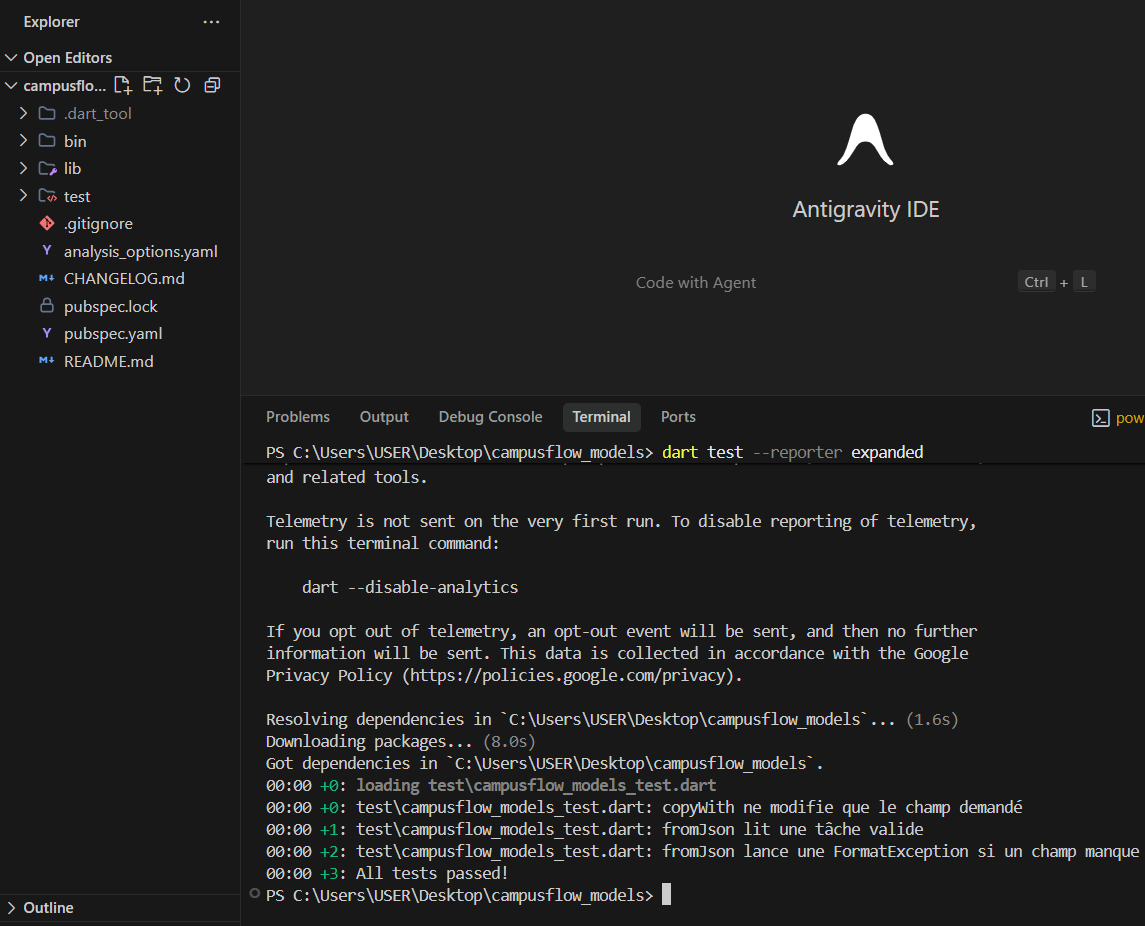 Explorer
Open Editors
campusflo...
.dart_tool
bin
lib
test
.gitignore
analysis_options.yaml
CHANGELOG.md
pubspec.lock
pubspec.yaml
README.md
Outline
Antigravity IDE
Code with Agent Ctrl + L
Problems Output Debug Console Terminal Ports pow
PS C:\Users\USER\Desktop\campusflow_models> dart test --reporter expanded
and related tools.
Telemetry is not sent on the very first run. To disable reporting of telemetry,
run this terminal command:
dart --disable-analytics
If you opt out of telemetry, an opt-out event will be sent, and then no further
information will be sent. This data is collected in accordance with the Google
Privacy Policy (https://policies.google.com/privacy).
Resolving dependencies in `C:\Users\USER\Desktop\campusflow_models`... (1.6s)
Downloading packages... (8.0s)
Got dependencies in `C:\Users\USER\Desktop\campusflow_models`.
00:00 +0: loading test\campusflow_models_test.dart
00:00 +0: test\campusflow_models_test.dart: copyWith ne modifie que le champ demandé
00:00 +1: test\campusflow_models_test.dart: fromJson lit une tâche valide
00:00 +2: test\campusflow_models_test.dart: fromJson lance une FormatException si un champ manque
00:00 +3: All tests passed!
PS C:\Users\USER\Desktop\campusflow_models>